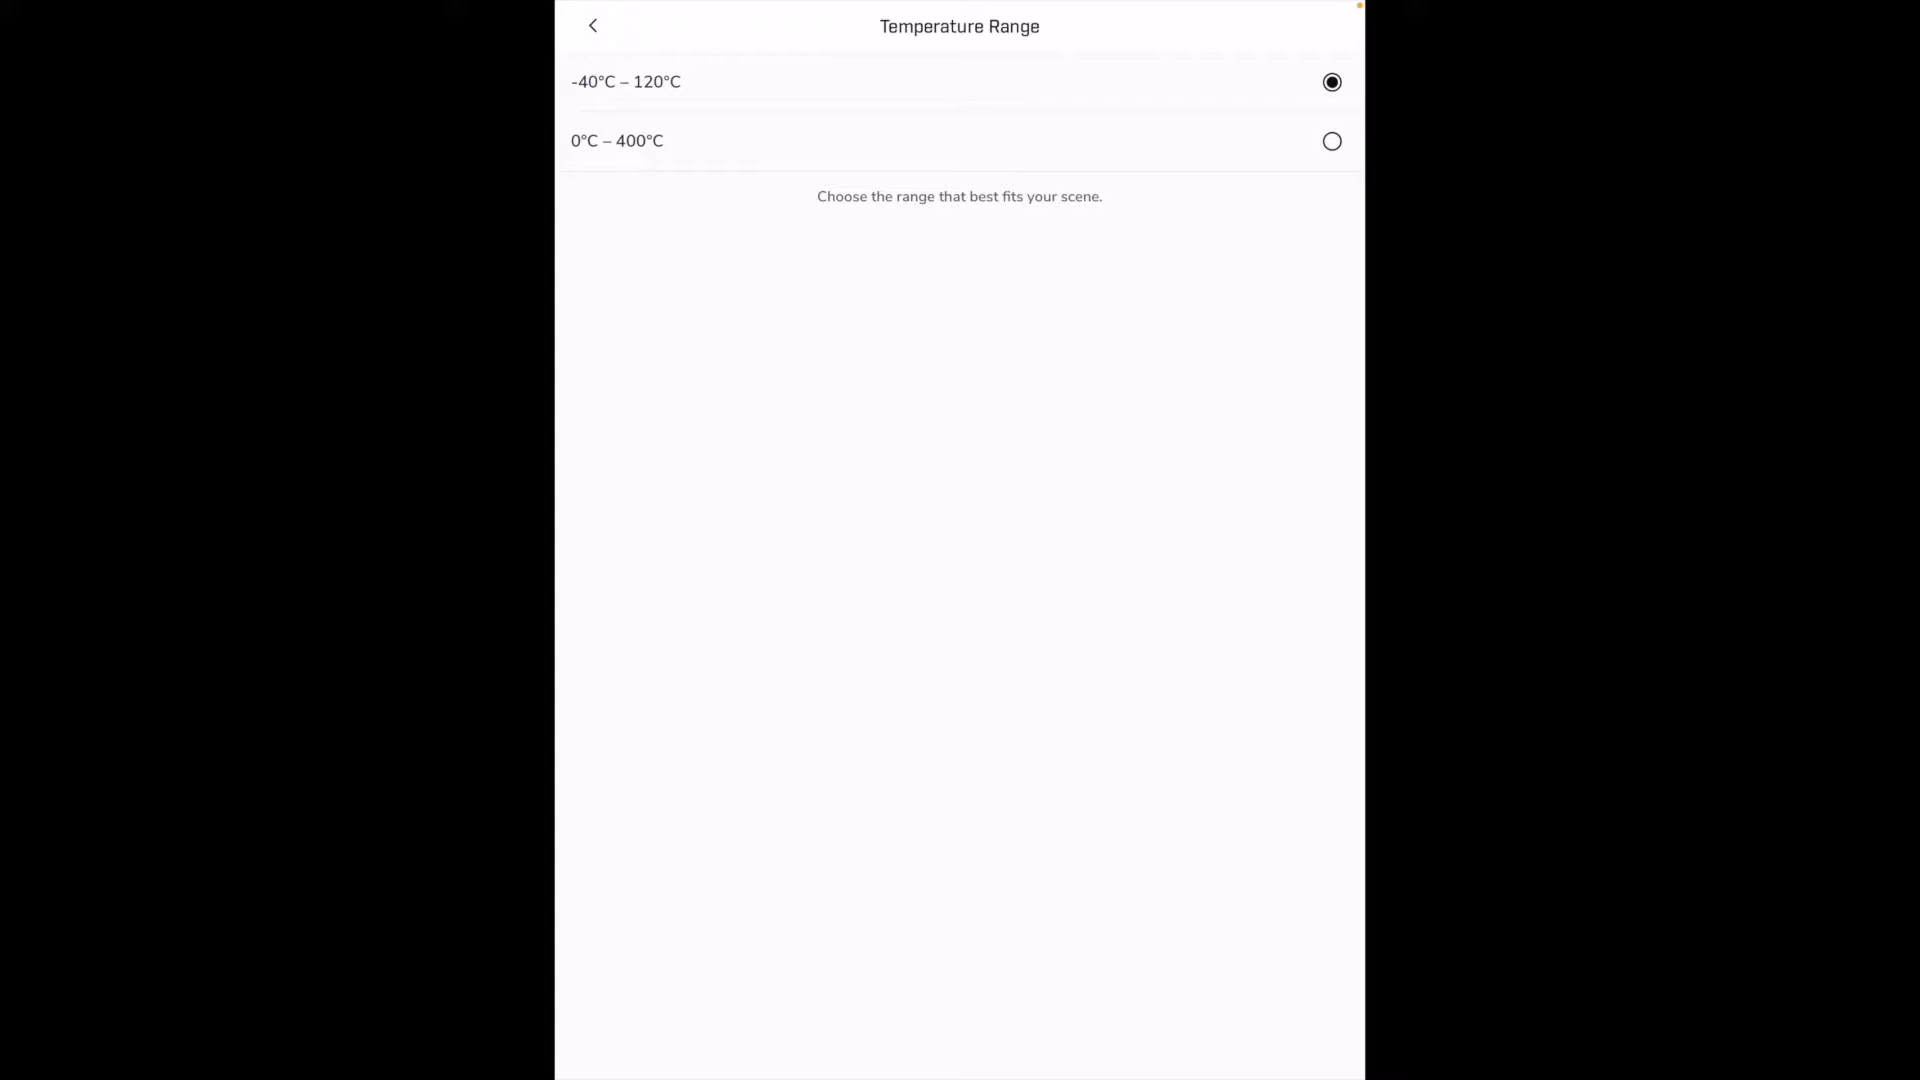 Temperature Range
-40°C – 120°C
0°C – 400°C
Choose the range that best fits your scene.